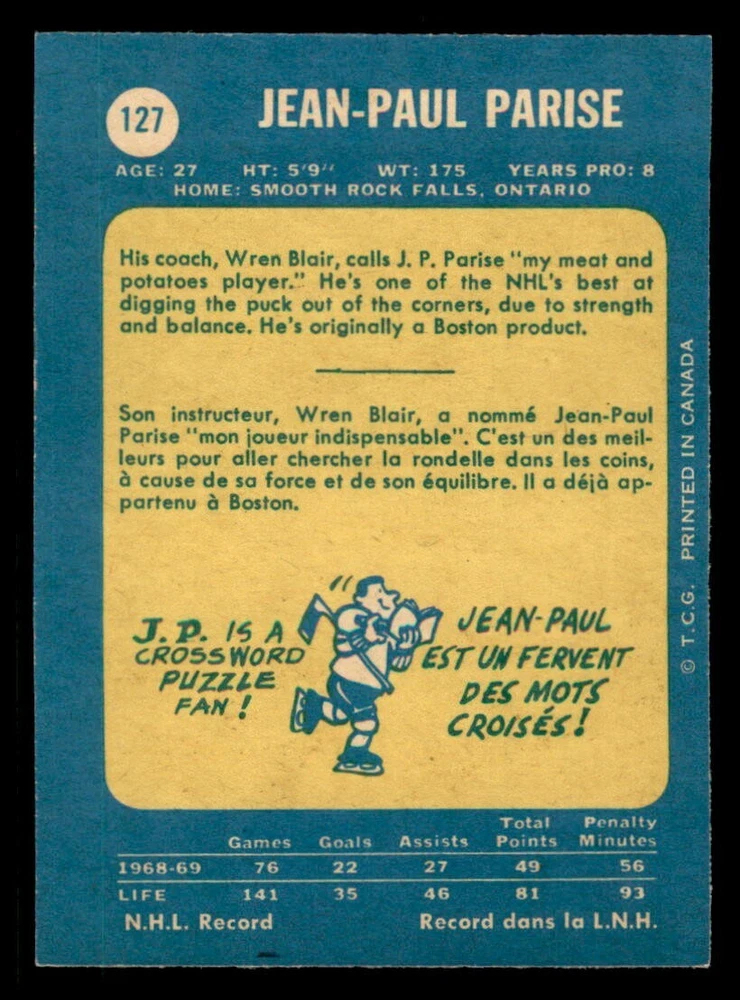 127
JEAN-PAUL PARISE
AGE: 27 HT: 5'9" WT: 175 YEARS PRO: 8
HOME: SMOOTH ROCK FALLS, ONTARIO
His coach, Wren Blair, calls J. P. Parise "my meat and
potatoes player." He's one of the NHL's best at
digging the puck out of the corners, due to strength
and balance. He's originally a Boston product.
Son instructeur, Wren Blair, a nommé Jean-Paul
Parise "mon joueur indispensable". C'est un des meil-
leurs pour aller chercher la rondelle dans les coins,
à cause de sa force et de son équilibre. Il a déjà ap-
partenu à Boston.
J.P. IS A
CROSSWORD
PUZZLE
FAN!
JEAN-PAUL
EST UN FERVENT
DES MOTS
CROISÉS!
Games Goals Assists Total Points Penalty Minutes
1968-69 76 22 27 49 56
LIFE 141 35 46 81 93
N.H.L. Record Record dans la L.N.H.
© T.C.G. PRINTED IN CANADA